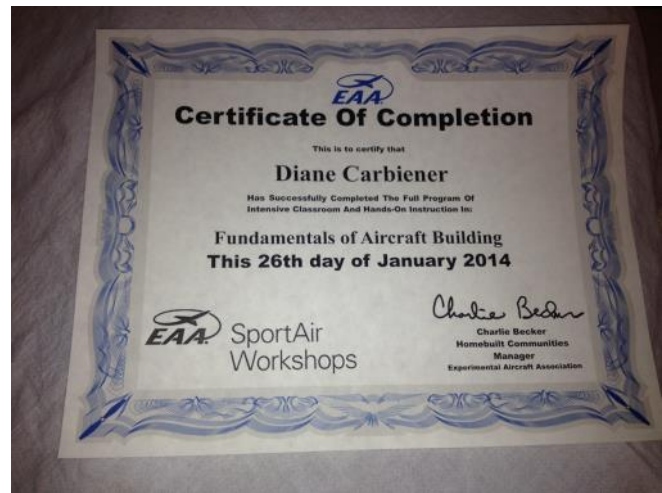 EAA
Certificate Of Completion
This is to certify that
Diane Carbiener
Has Successfully Completed The Full Program Of
Intensive Classroom And Hands-On Instruction In:
Fundamentals of Aircraft Building
This 26th day of January 2014
Charlie Becker
EAA
SportAir
Workshops
Charlie Becker
Homebuilt Communities
Manager
Experimental Aircraft Association